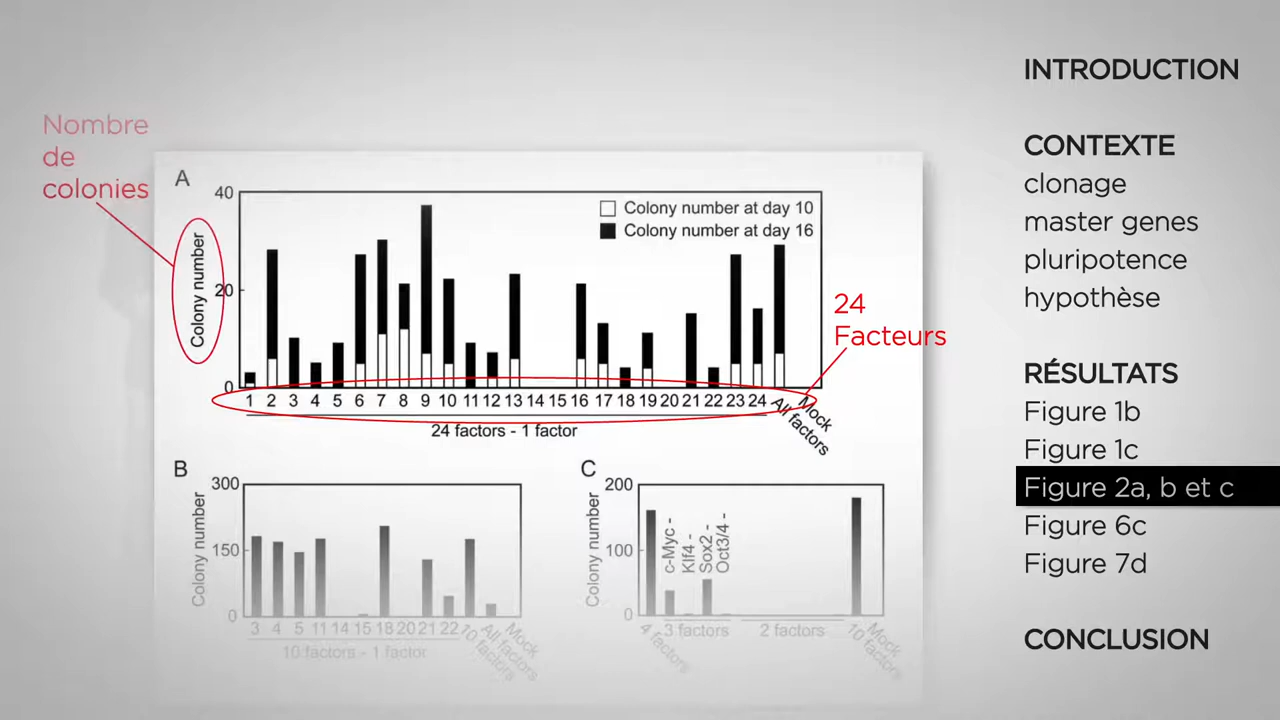 Nombre
de
colonies
A
40
20
0
Colony number
Colony number at day 10
Colony number at day 16
1 2 3 4 5 6 7 8 9 10 11 12 13 14 15 16 17 18 19 20 21 22 23 24 All factors Mock
24 factors - 1 factor
24
Facteurs
B
300
150
0
Colony number
3 4 5 11 14 15 18 20 21 22 10 factors All factors Mock
10 factors - 1 factor
C
200
100
0
Colony number
c-Myc -
Klf4 -
Sox2 -
Oct3/4 -
4 factors 3 factors 2 factors 10 factors Mock
INTRODUCTION
CONTEXTE
clonage
master genes
pluripotence
hypothèse
RÉSULTATS
Figure 1b
Figure 1c
Figure 2a, b et c
Figure 6c
Figure 7d
CONCLUSION